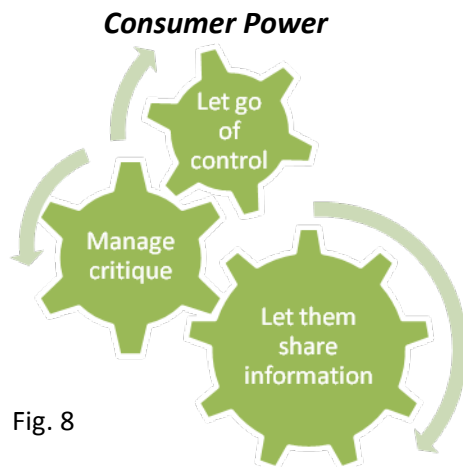 Consumer Power
Let go
of
control
Manage
critique
Let them
share
information
Fig. 8